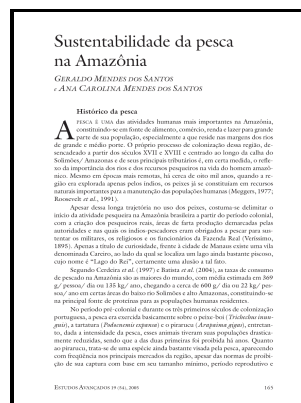 Sustentabilidade da pesca
na Amazônia
GERALDO MENDES DOS SANTOS
e ANA CAROLINA MENDES DOS SANTOS
Histórico da pesca
A PESCA É UMA das atividades humanas mais importantes na Amazônia,
constituindo-se em fonte de alimento, comércio, renda e lazer para grande
parte de sua população, especialmente a que reside nas margens dos rios
de grande e médio porte. O próprio processo de colonização dessa região, de-
sencadeado a partir dos séculos XVII e XVIII e centrado ao longo da calha do
Solimões/ Amazonas e de seus principais tributários é, em certa medida, o refle-
xo da importância dos rios e dos recursos pesqueiros na vida do homem amazô-
nico. Mesmo em épocas mais remotas, há cerca de oito mil anos, quando a re-
gião era explorada apenas pelos índios, os peixes já se constituíam em recursos
naturais importantes para a manutenção das populações humanas (Meggers, 1977;
Roosevelt et al., 1991).
Apesar dessa longa trajetória no uso dos peixes, costuma-se delimitar o
início da atividade pesqueira na Amazônia brasileira a partir do período colonial,
com a criação dos pesqueiros reais, áreas de farta produção demarcadas pelas
autoridades e nas quais os índios pescadores eram obrigados a pescar para sus-
tentar os militares, os religiosos e os funcionários da Fazenda Real (Veríssimo,
1895). Apenas a título de curiosidade, frente à cidade de Manaus existe uma vila
denominada Careiro, ao lado da qual se localiza um lago ainda bastante piscoso,
cujo nome é "Lago do Rei", certamente uma alusão a tal fato.
Segundo Cerdeira et al. (1997) e Batista et al. (2004), as taxas de consumo
de pescado na Amazônia são as maiores do mundo, com média estimada em 369
g/ pessoa/ dia ou 135 kg/ ano, chegando a cerca de 600 g/ dia ou 22 kg/ pes-
soa/ ano em certas áreas do baixo rio Solimões e alto Amazonas, constituindo-se
na principal fonte de proteína para as populações humanas residentes.
No período pré-colonial e durante os três primeiros séculos de colonização
portuguesa, a pesca era exercida basicamente sobre o peixe-boi (Trichechus inun-
guis), a tartaruga (Podocnemis expansa) e o pirarucu (Arapaima gigas), entretan-
to, dada a intensidade da pesca, esses animais tiveram suas populações drastica-
mente reduzidas, sendo que a das duas primeiras foi proibida há anos. Quanto
ao pirarucu, trata-se de uma espécie ainda bastante visada pela pesca, aparecendo
com freqüência nos principais mercados da região, apesar das normas de proibi-
ção de sua captura com base em seu tamanho mínimo, período reprodutivo e
ESTUDOS AVANÇADOS 19 (54), 2005 165